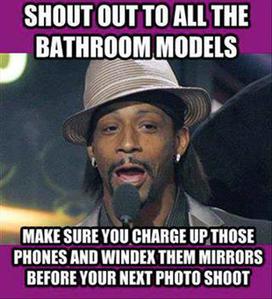 SHOUT OUT TO ALL THE
BATHROOM MODELS
MAKE SURE YOU CHARGE UP THOSE
PHONES AND WINDEX THEM MIRRORS
BEFORE YOUR NEXT PHOTO SHOOT